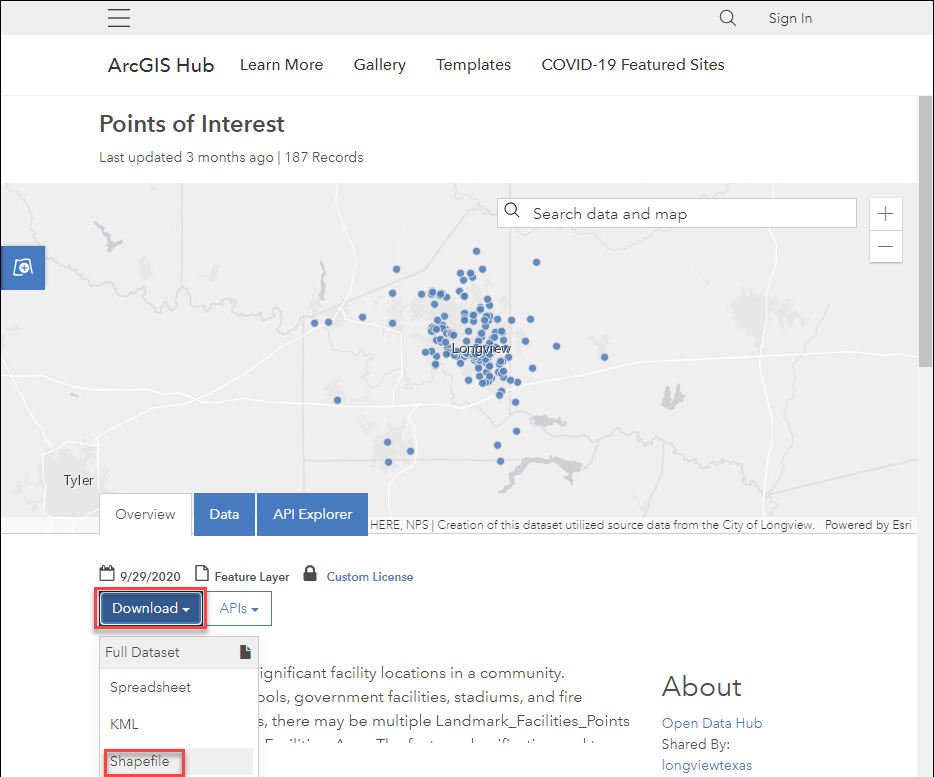 Sign In
ArcGIS Hub Learn More Gallery Templates COVID-19 Featured Sites
Points of Interest
Last updated 3 months ago | 187 Records
Search data and map
Longview
Tyler
Overview Data API Explorer
HERE, NPS | Creation of this dataset utilized source data from the City of Longview. Powered by Esri
9/29/2020 Feature Layer Custom License
Download APIs
Full Dataset
Spreadsheet
KML
Shapefile
ignificant facility locations in a community.
ools, government facilities, stadiums, and fire
s, there may be multiple Landmark_Facilities_Points
About
Open Data Hub
Shared By:
longviewtexas